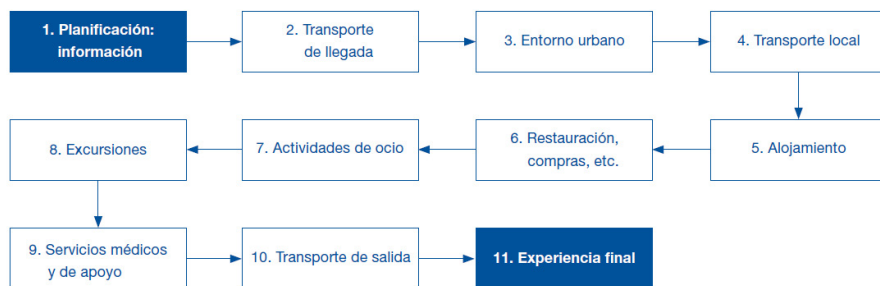 1. Planificación:
información
2. Transporte
de llegada
3. Entorno urbano
4. Transporte local
5. Alojamiento
6. Restauración,
compras, etc.
7. Actividades de ocio
8. Excursiones
9. Servicios médicos
y de apoyo
10. Transporte de salida
11. Experiencia final